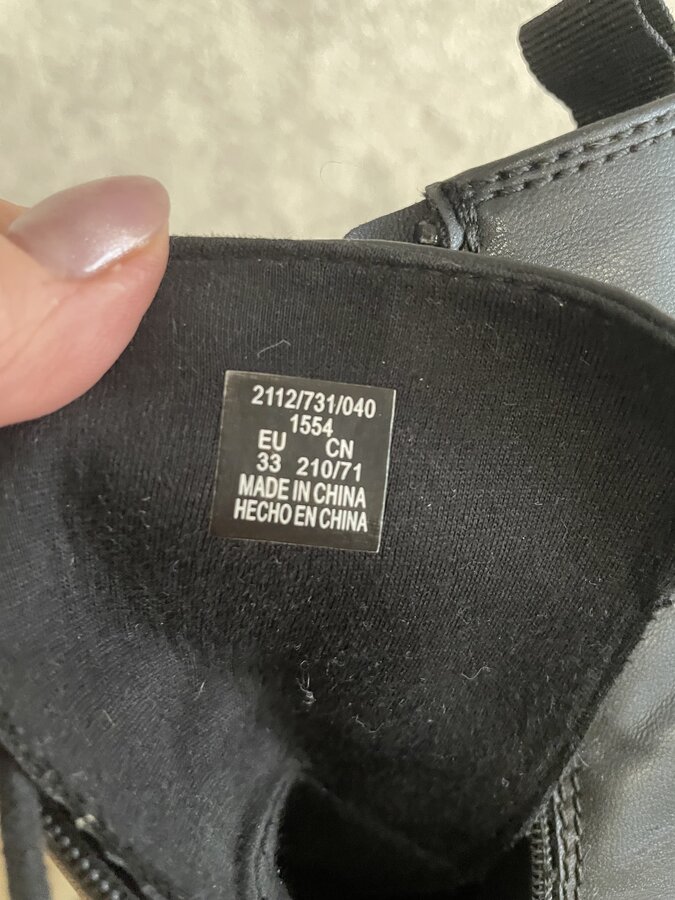 2112/731/040
1554
EU CN
33 210/71
MADE IN CHINA
HECHO EN CHINA